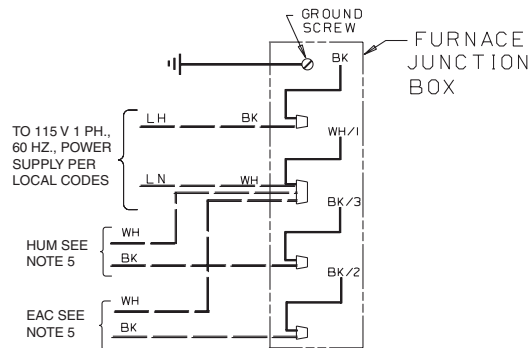 GROUND
SCREW
FURNACE
JUNCTION
BOX
BK
LH BK
TO 115 V 1 PH.,
60 HZ., POWER
SUPPLY PER
LOCAL CODES
WH/1
LN WH
BK/3
WH
HUM SEE
NOTE 5
BK
BK/2
WH
EAC SEE
NOTE 5
BK